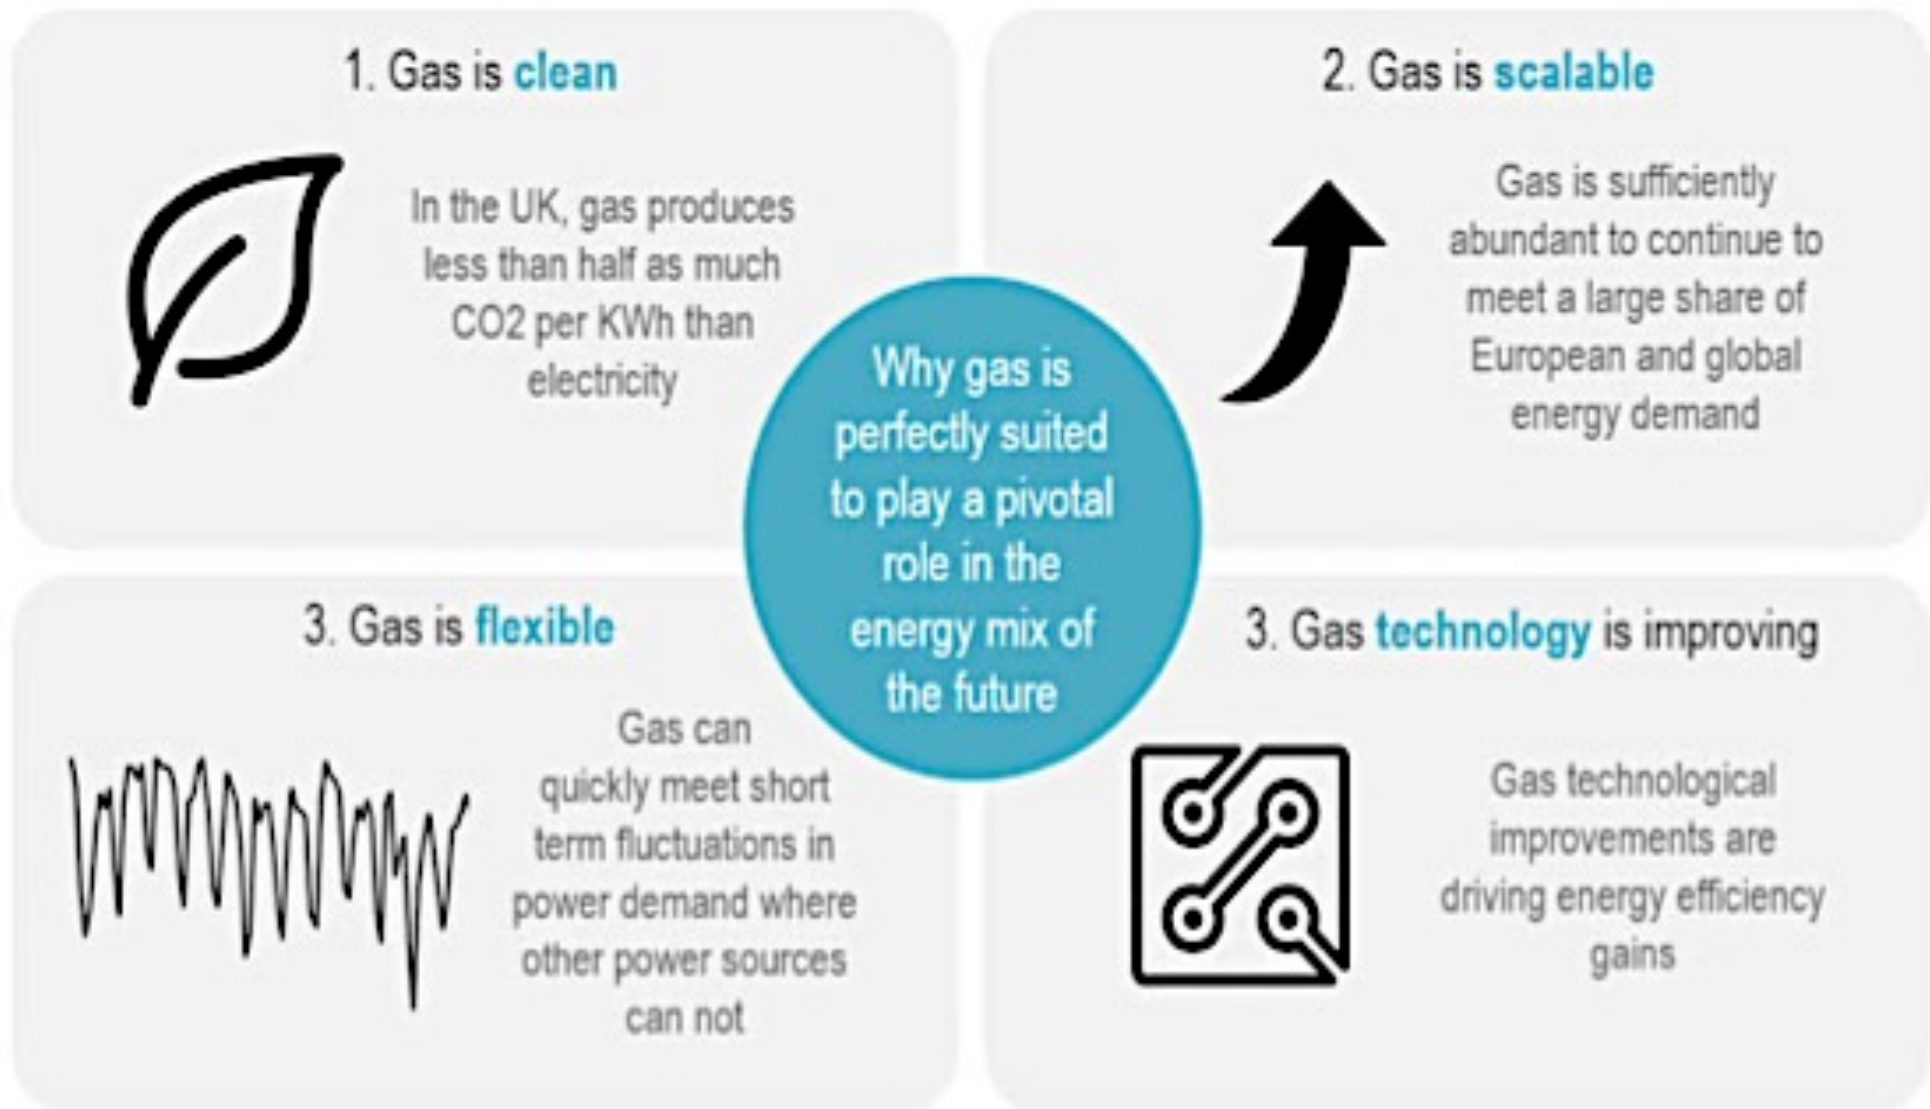 1. Gas is clean
In the UK, gas produces
less than half as much
CO2 per KWh than
electricity
2. Gas is scalable
Gas is sufficiently
abundant to continue to
meet a large share of
European and global
energy demand
Why gas is
perfectly suited
to play a pivotal
role in the
energy mix of
the future
3. Gas is flexible
Gas can
quickly meet short
term fluctuations in
power demand where
other power sources
can not
3. Gas technology is improving
Gas technological
improvements are
driving energy efficiency
gains